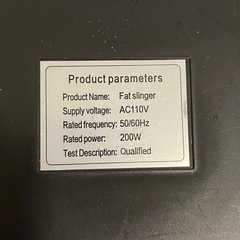 Product parameters
Product Name: Fat slinger
Supply voltage: AC110V
Rated frequency: 50/60Hz
Rated power: 200W
Test Description: Qualified